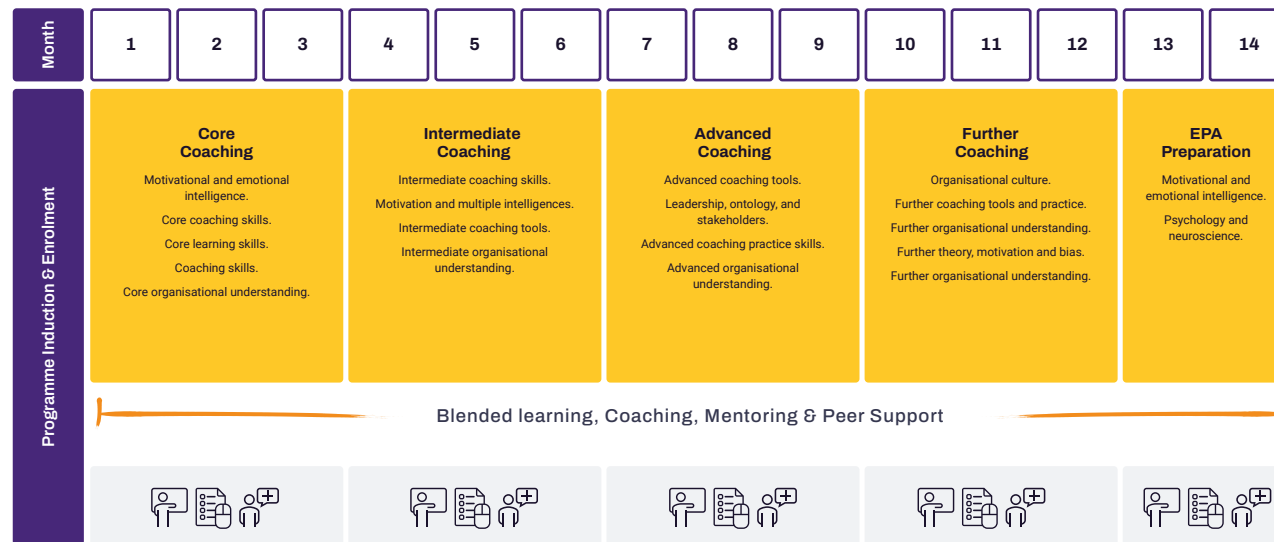 Month
1
2
3
4
5
6
7
8
9
10
11
12
13
14
Programme Induction & Enrolment
Core
Coaching
Motivational and emotional
intelligence.
Core coaching skills.
Core learning skills.
Coaching skills.
Core organisational understanding.
Intermediate
Coaching
Intermediate coaching skills.
Motivation and multiple intelligences.
Intermediate coaching tools.
Intermediate organisational
understanding.
Advanced
Coaching
Advanced coaching tools.
Leadership, ontology, and
stakeholders.
Advanced coaching practice skills.
Advanced organisational
understanding.
Further
Coaching
Organisational culture.
Further coaching tools and practice.
Further organisational understanding.
Further theory, motivation and bias.
Further organisational understanding.
EPA
Preparation
Motivational and
emotional intelligence.
Psychology and
neuroscience.
Blended learning, Coaching, Mentoring & Peer Support